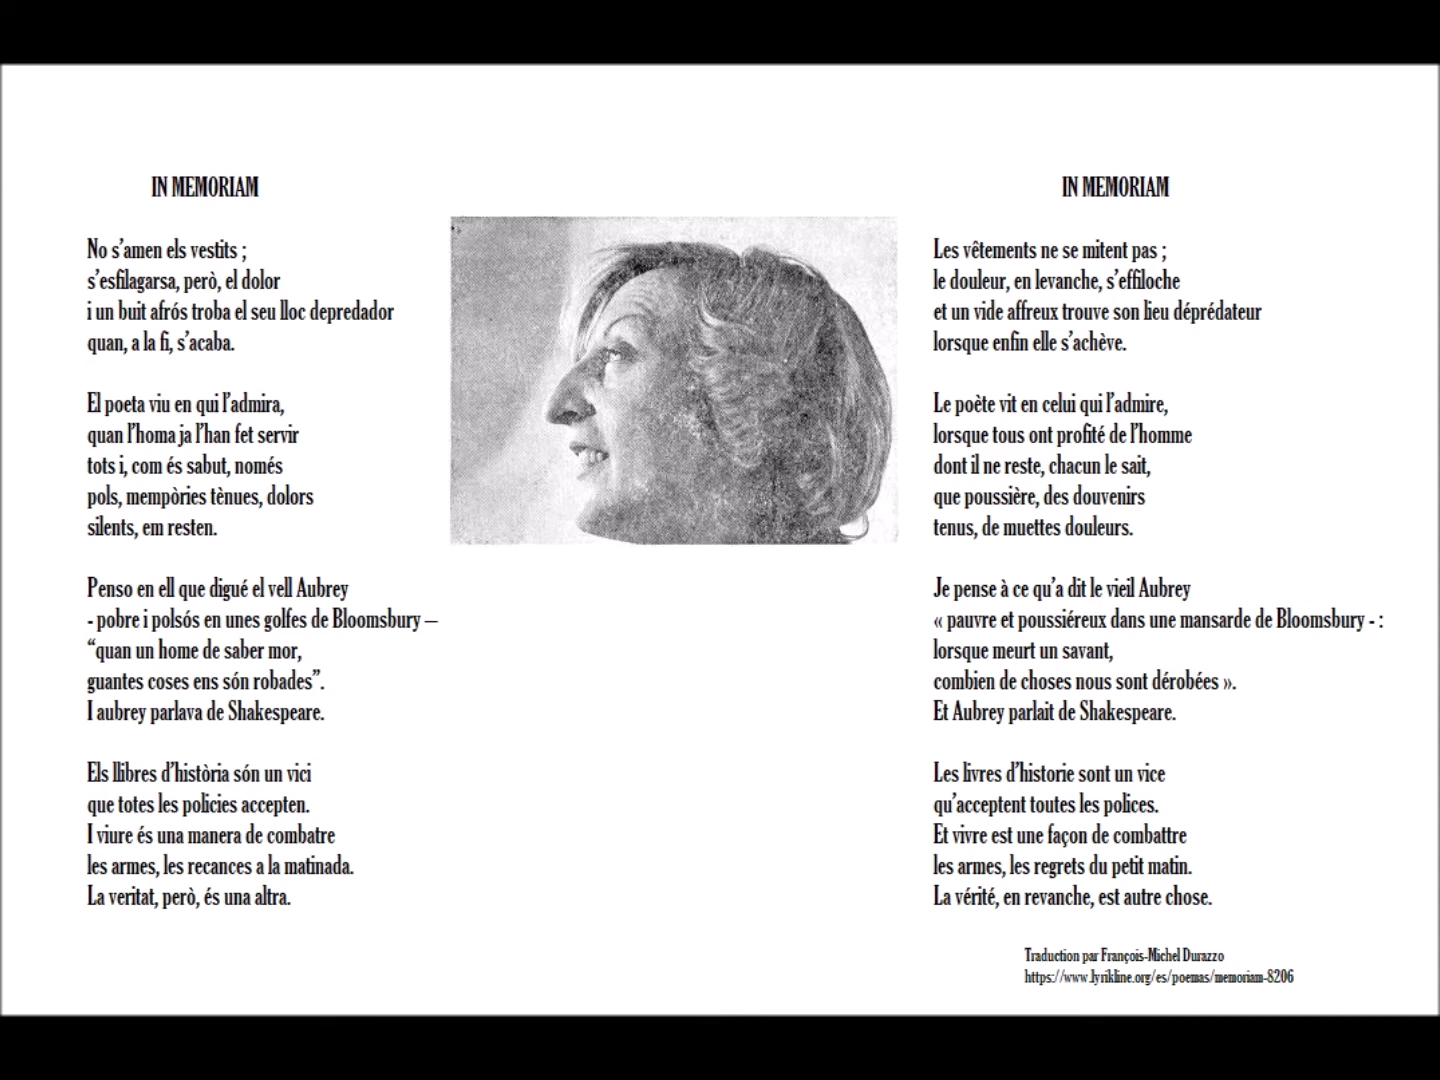 IN MEMORIAM
No s'amen els vestits ;
s'esfilagarsa, però, el dolor
i un buit afrós troba el seu lloc depredador
quan, a la fi, s'acaba.
El poeta viu en qui l'admira,
quan l'homa ja l'han fet servir
tots i, com és sabut, només
pols, mempòries tènues, dolors
silents, em resten.
Penso en ell que digué el vell Aubrey
- pobre i polsós en unes golfes de Bloomsbury –
“quan un home de saber mor,
guantes coses ens són robades”.
I aubrey parlava de Shakespeare.
Els llibres d'història són un vici
que totes les policies accepten.
I viure és una manera de combatre
les armes, les recances a la matinada.
La veritat, però, és una altra.
IN MEMORIAM
Les vêtements ne se mitent pas ;
le douleur, en levanche, s'effiloche
et un vide affreux trouve son lieu déprédateur
lorsque enfin elle s'achève.
Le poète vit en celui qui l'admire,
lorsque tous ont profité de l'homme
dont il ne reste, chacun le sait,
que poussière, des douvenirs
tenus, de muettes douleurs.
Je pense à ce qu'a dit le vieil Aubrey
« pauvre et poussiéreux dans une mansarde de Bloomsbury - :
lorsque meurt un savant,
combien de choses nous sont dérobées ».
Et Aubrey parlait de Shakespeare.
Les livres d'historie sont un vice
qu'acceptent toutes les polices.
Et vivre est une façon de combattre
les armes, les regrets du petit matin.
La vérité, en revanche, est autre chose.
Traduction par François-Michel Durazzo
https://www.lyrikline.org/es/poemas/memoriam-8206